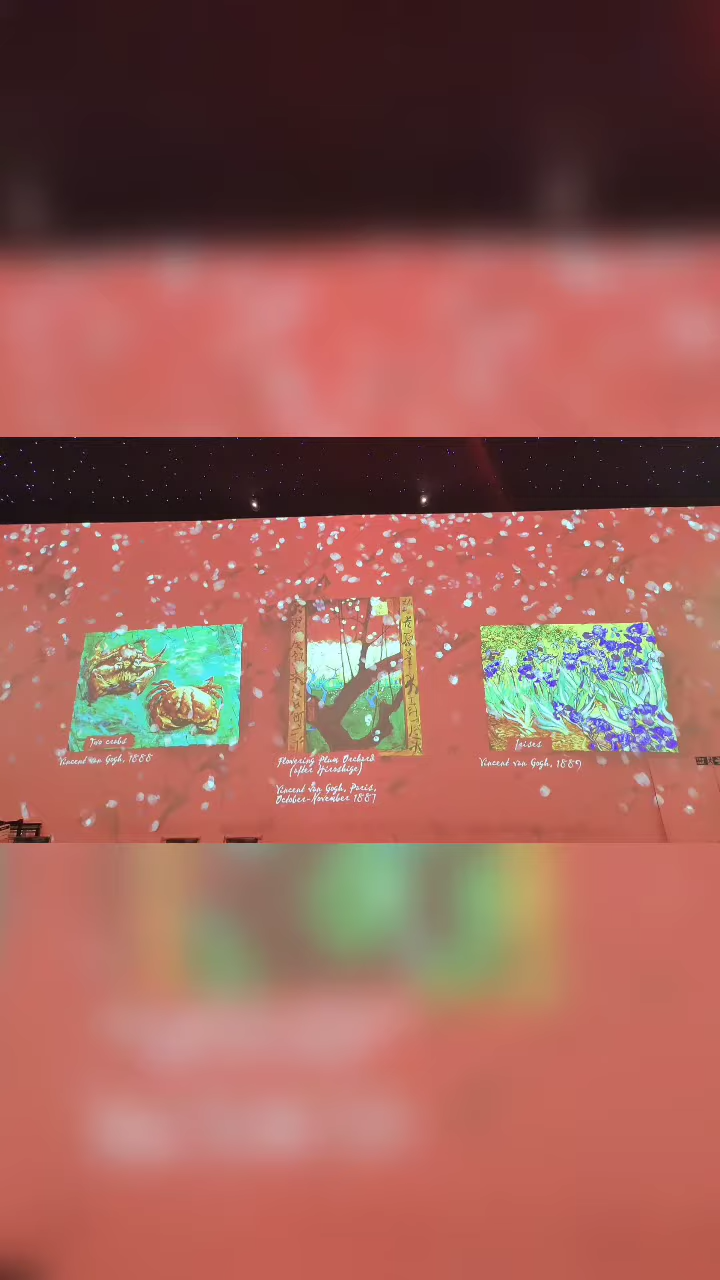 Two crabs
Vincent van Gogh, 1888
Flowering Plum Orchard
(after Hiroshige)
Vincent van Gogh, Paris,
October-November 1887
Irises
Vincent van Gogh, 1889